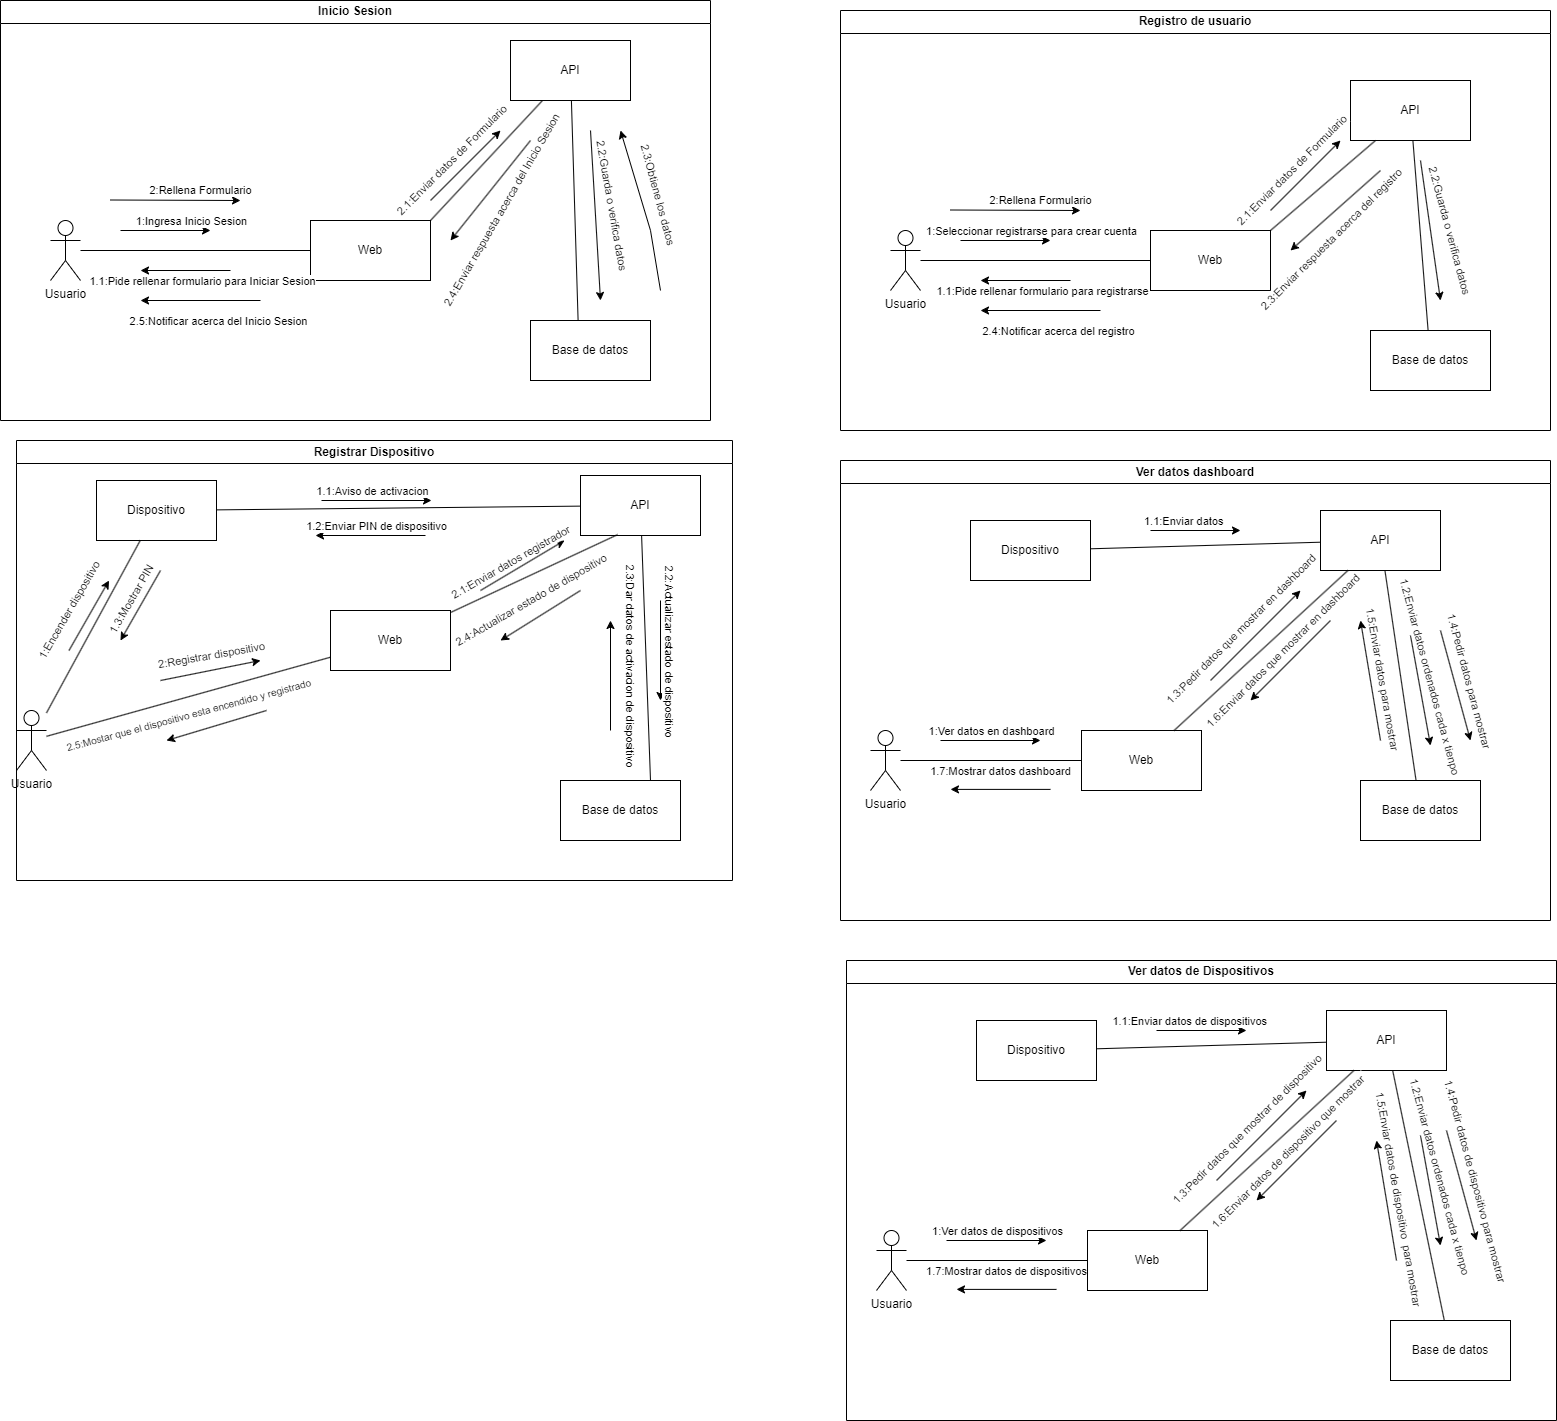 Inicio Sesion
API
2.1:Enviar datos de Formulario
2.4:Enviar respuesta acerca del Inicio Sesion
2.2:Guarda o verifica datos
2.3:Obtiene los datos
2:Rellena Formulario
1:Ingresa Inicio Sesion
Web
Usuario
1.1:Pide rellenar formulario para Iniciar Sesion
2.5:Notificar acerca del Inicio Sesion
Base de datos
Registro de usuario
API
2.1:Enviar datos de Formulario
2.3:Enviar respuesta acerca del registro
2.2:Guarda o verifica datos
2:Rellena Formulario
1:Seleccionar registrarse para crear cuenta
Web
Usuario
1.1:Pide rellenar formulario para registrarse
2.4:Notificar acerca del registro
Base de datos
Registrar Dispositivo
Dispositivo
1.1:Aviso de activacion
1.2:Enviar PIN de dispositivo
API
1:Encender dispositivo
1.3:Mostrar PIN
2.1:Enviar datos registrador
2.4:Actualizar estado de dispositivo
2.3:Dar datos de activacion de dispositivo
2.2:Actualizar estado de dispositivo
Web
2:Registrar dispositivo
2.5:Mostar que el dispositivo esta encendido y registrado
Usuario
Base de datos
Ver datos dashboard
Dispositivo
1.1:Enviar datos
API
1.3:Pedir datos que mostrar en dashboard
1.6:Enviar datos que mostrar en dashboard
1.5:Enviar datos para mostrar
1.2:Enviar datos ordenados cada x tienpo
1.4:Pedir datos para mostrar
1:Ver datos en dashboard
1.7:Mostrar datos dashboard
Web
Usuario
Base de datos
Ver datos de Dispositivos
Dispositivo
1.1:Enviar datos de dispositivos
API
1.3:Pedir datos que mostrar de dispositivo
1.6:Enviar datos de dispositivo que mostrar
1.5:Enviar datos de dispositivo para mostrar
1.2:Enviar datos ordenados cada x tienpo
1.4:Pedir datos de dispositivo para mostrar
1:Ver datos de dispositivos
1.7:Mostrar datos de dispositivos
Web
Usuario
Base de datos